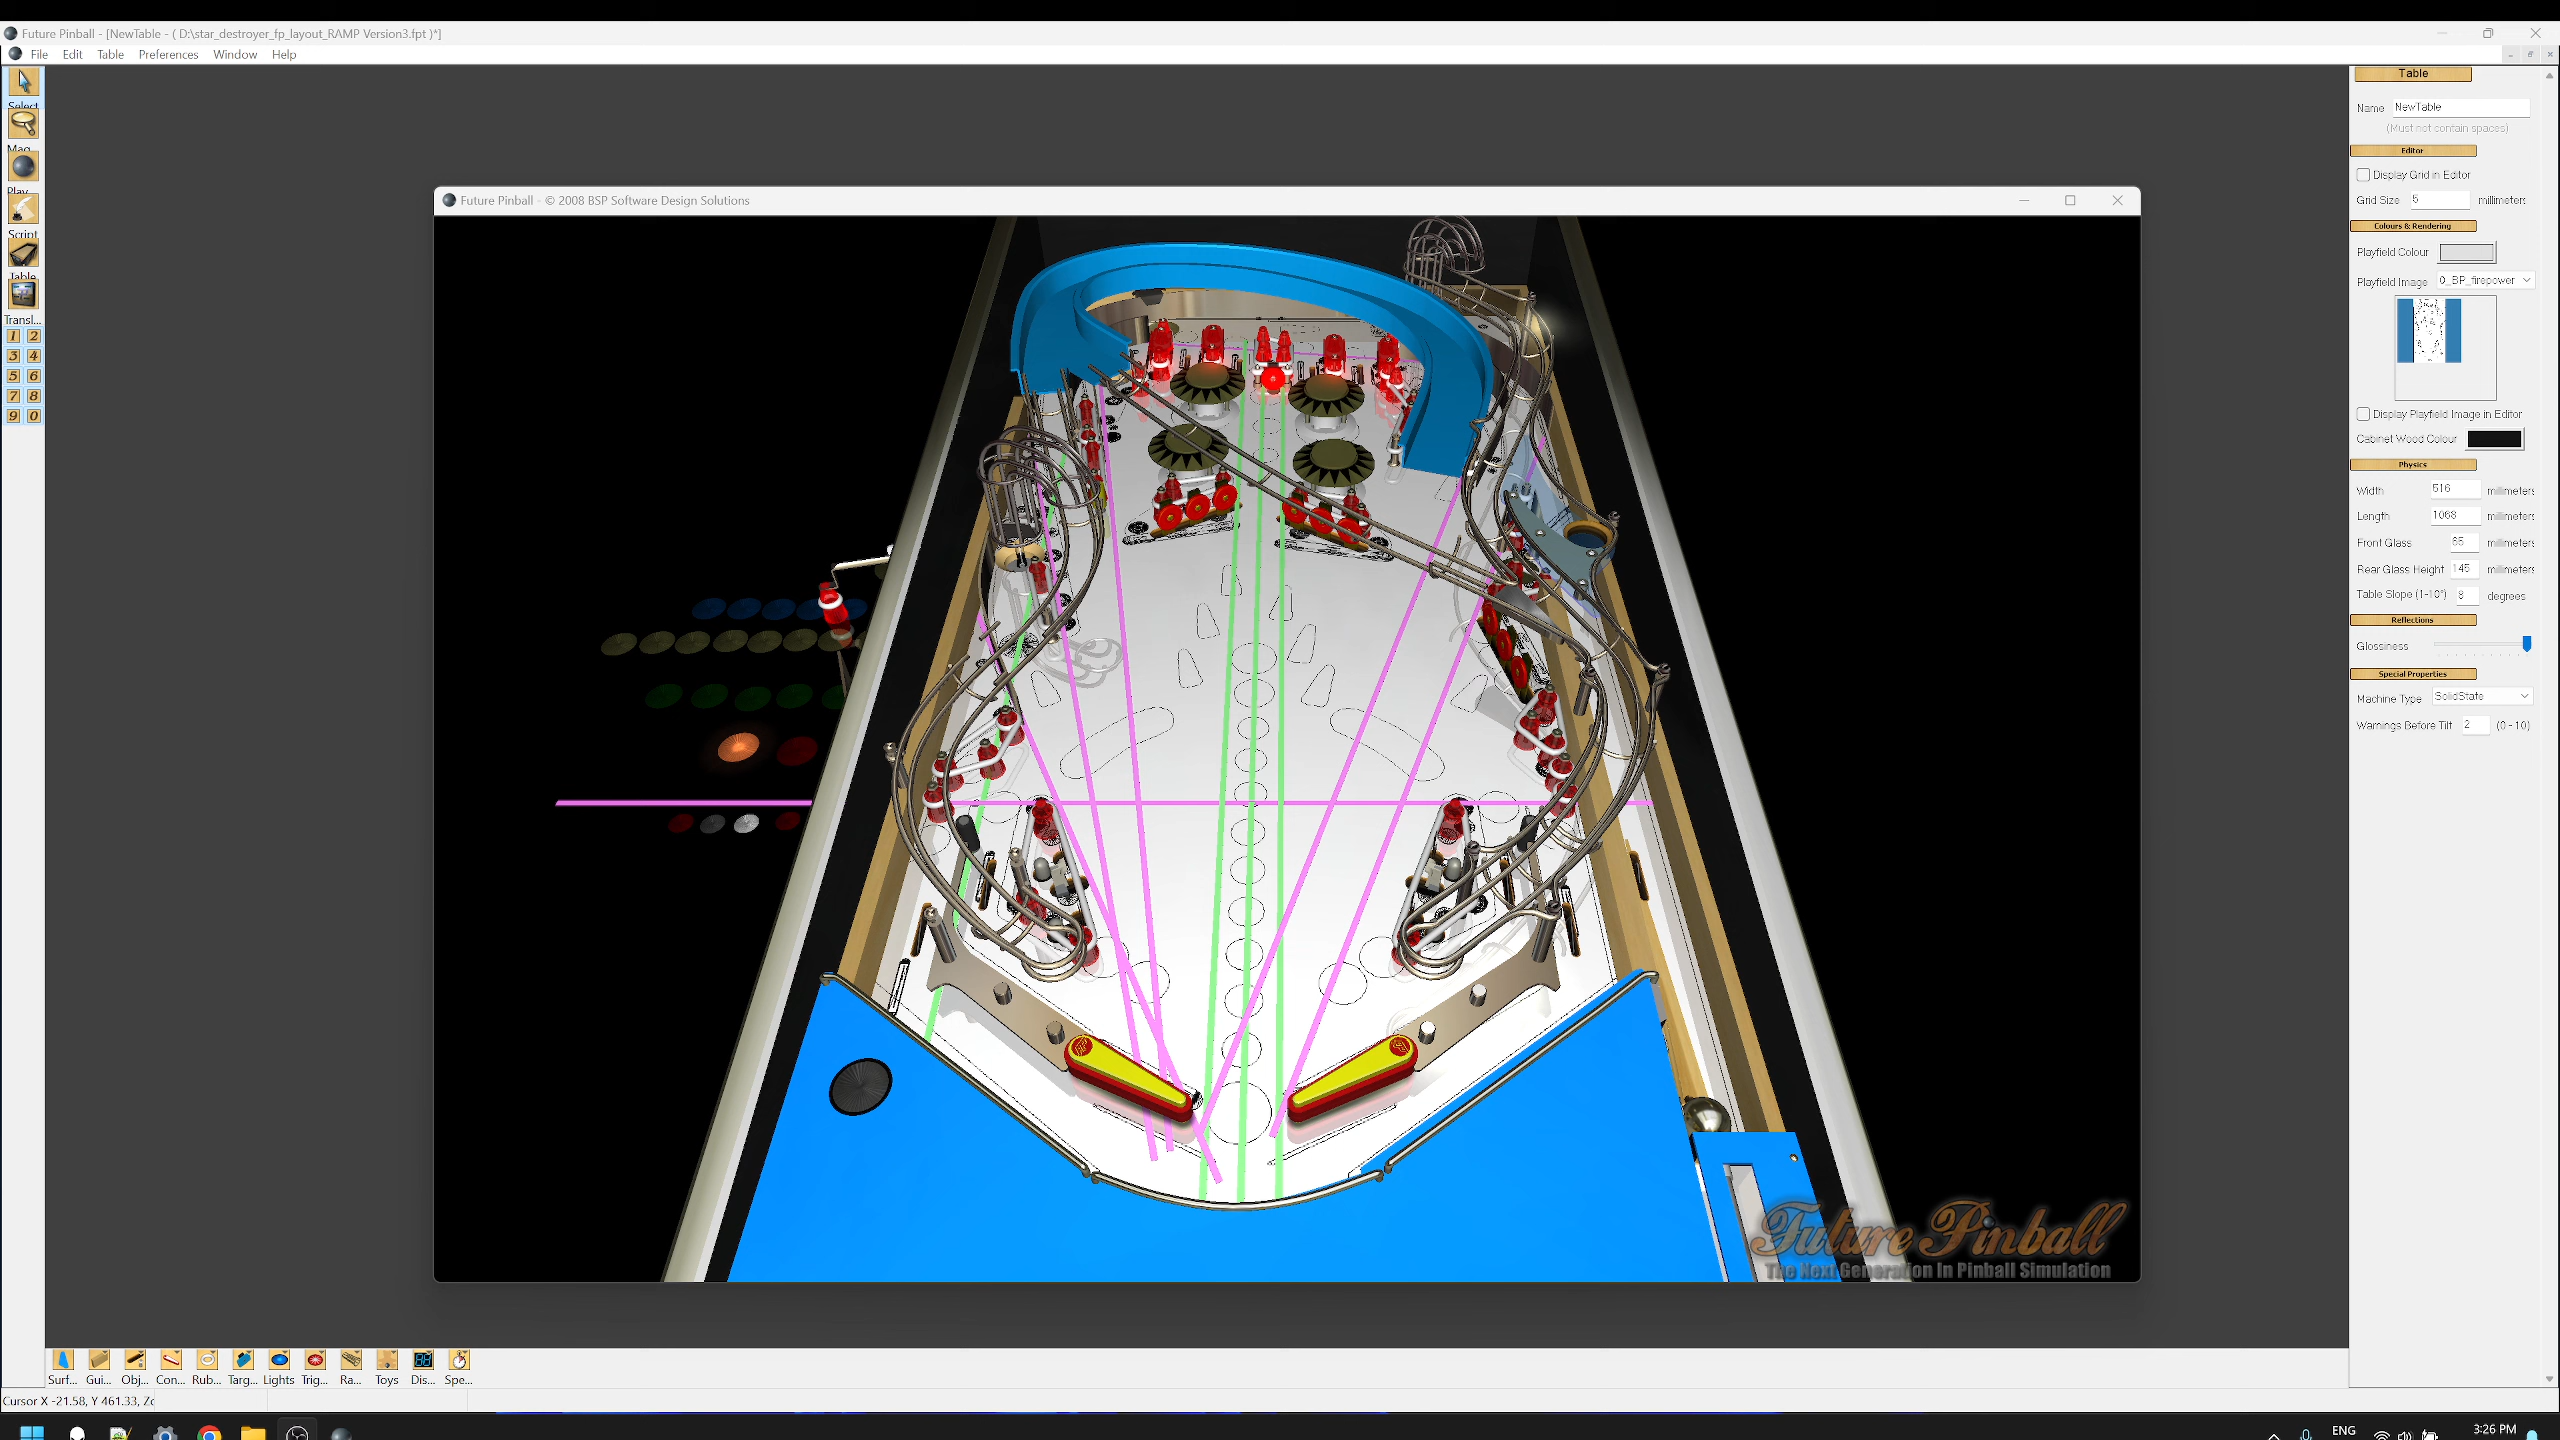 Future Pinball - [NewTable - ( D:\star_destroyer_fp_layout_RAMP Version3.fpt )*]
File Edit Table Preferences Window Help
Select
Mag
Play
Script
Table
Transl...
1 2
3 4
5 6
7 8
9 0
Future Pinball - © 2008 BSP Software Design Solutions
Future Pinball
The Next Generation In Pinball Simulation
Table
Name NewTable
(Must not contain spaces)
Editor
Display Grid in Editor
Grid Size 5 millimeters
Colours & Rendering
Playfield Colour
Playfield Image 0_BP_firepower
Display Playfield Image in Editor
Cabinet Wood Colour
Physics
Width 516 millimeters
Length 1068 millimeters
Front Glass 65 millimeters
Rear Glass Height 145 millimeters
Table Slope (1-10°) 8 degrees
Reflections
Glossiness
Special Properties
Machine Type SolidState
Warnings Before Tilt 2 (0 - 10)
Surf... Gui... Obj... Con... Rub... Targ... Lights Trig... Ra... Toys Dis... Spe...
Cursor X -21.58, Y 461.33, Zo
ENG 3:26 PM